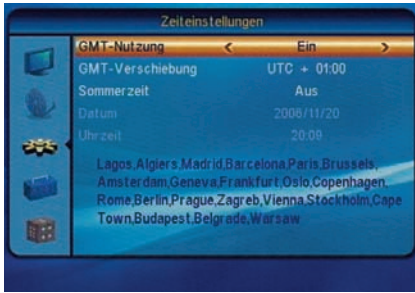 Zeiteinstellungen
GMT-Nutzung < Ein >
GMT-Verschiebung UTC + 01:00
Sommerzeit Aus
Datum 2006/11/20
Uhrzeit 20:09
Lagos,Algiers,Madrid,Barcelona,Paris,Brussels,
Amsterdam,Geneva,Frankfurt,Oslo,Copenhagen,
Rome,Berlin,Prague,Zagreb,Vienna,Stockholm,Cape
Town,Budapest,Belgrade,Warsaw